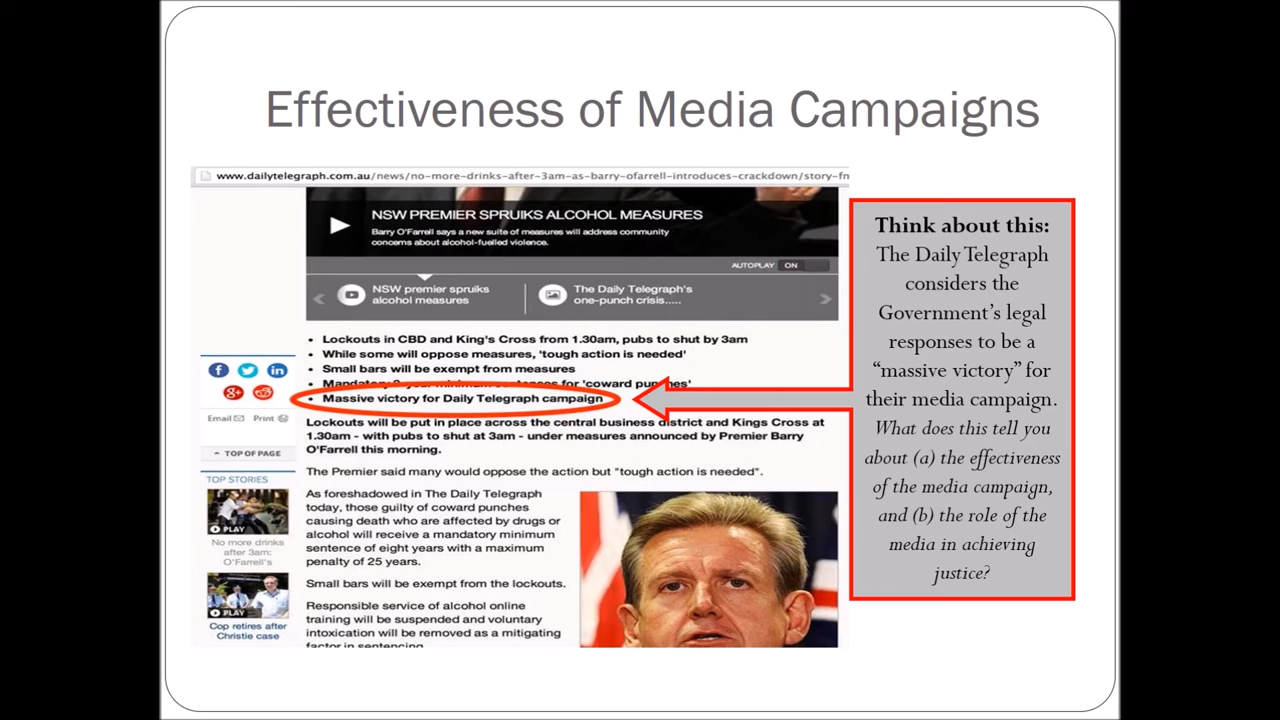 Effectiveness of Media Campaigns
www.dailytelegraph.com.au/news/no-more-drinks-after-3am-as-barry-ofarrell-introduces-crackdown/story-fn
NSW PREMIER SPRUIKS ALCOHOL MEASURES
Barry O'Farrell says a new suite of measures will address community
concerns about alcohol-fuelled violence.
AUTOPLAY ON
NSW premier spruiks
alcohol measures
The Daily Telegraph's
one-punch crisis.....
• Lockouts in CBD and King's Cross from 1.30am, pubs to shut by 3am
• While some will oppose measures, 'tough action is needed'
• Small bars will be exempt from measures
• Mandatory 8-year minimum sentences for 'coward punches'
• Massive victory for Daily Telegraph campaign
Lockouts will be put in place across the central business district and Kings Cross at
1.30am - with pubs to shut at 3am - under measures announced by Premier Barry
O'Farrell this morning.
The Premier said many would oppose the action but "tough action is needed".
As foreshadowed in The Daily Telegraph
today, those guilty of coward punches
causing death who are affected by drugs or
alcohol will receive a mandatory minimum
sentence of eight years with a maximum
penalty of 25 years.
Small bars will be exempt from the lockouts.
Responsible service of alcohol online
training will be suspended and voluntary
intoxication will be removed as a mitigating
factor in sentencing.
Email Print
TOP OF PAGE
TOP STORIES
PLAY
No more drinks
after 3am:
O'Farrell's
PLAY
Cop retires after
Christie case
Think about this:
The Daily Telegraph
considers the
Government's legal
responses to be a
“massive victory” for
their media campaign.
What does this tell you
about (a) the effectiveness
of the media campaign,
and (b) the role of the
media in achieving
justice?